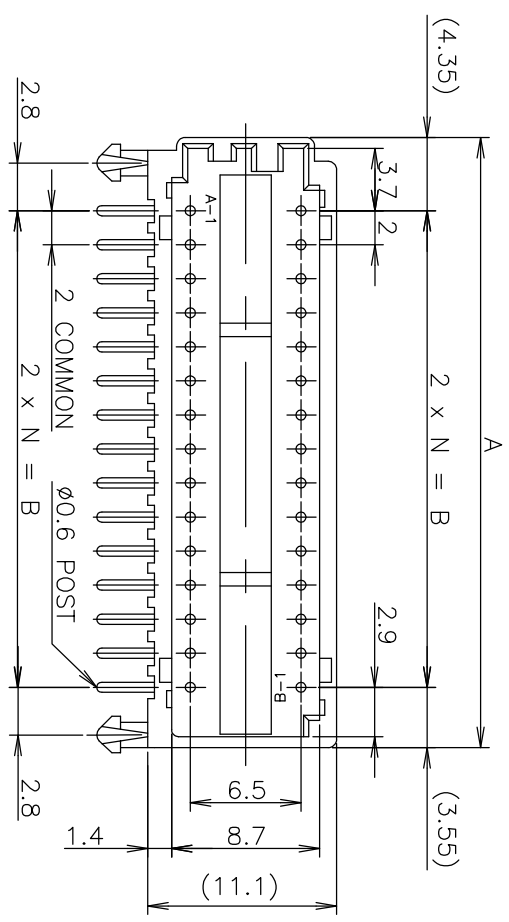 A
(4.35)
2 x N = B
(3.55)
3.7
2
2.9
A-1
B-1
2.8
2 COMMON
2 x N = B
Ø0.6 POST
2.8
6.5
1.4
8.7
(11.1)